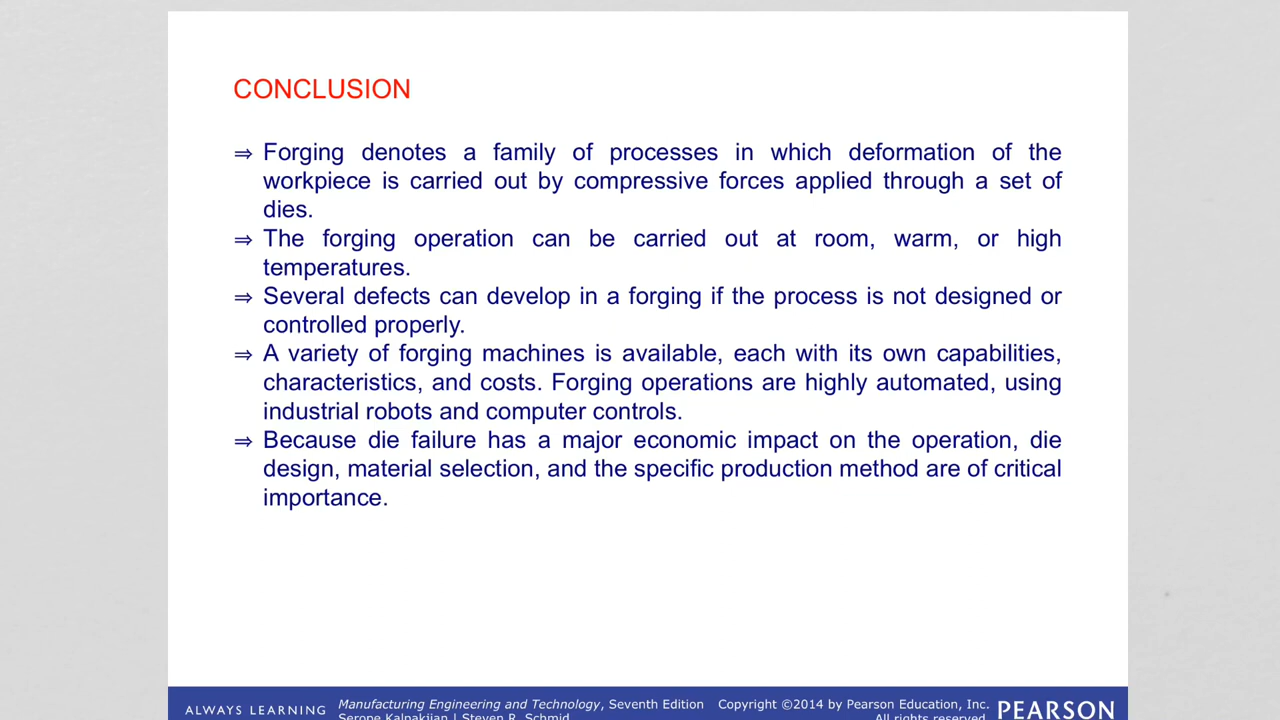 CONCLUSION
⇒ Forging denotes a family of processes in which deformation of the
workpiece is carried out by compressive forces applied through a set of
dies.
⇒ The forging operation can be carried out at room, warm, or high
temperatures.
⇒ Several defects can develop in a forging if the process is not designed or
controlled properly.
⇒ A variety of forging machines is available, each with its own capabilities,
characteristics, and costs. Forging operations are highly automated, using
industrial robots and computer controls.
⇒ Because die failure has a major economic impact on the operation, die
design, material selection, and the specific production method are of critical
importance.
ALWAYS LEARNING
Manufacturing Engineering and Technology, Seventh Edition
Serope Kalpakjian | Steven R. Schmid
Copyright ©2014 by Pearson Education, Inc.
All rights reserved.
PEARSON